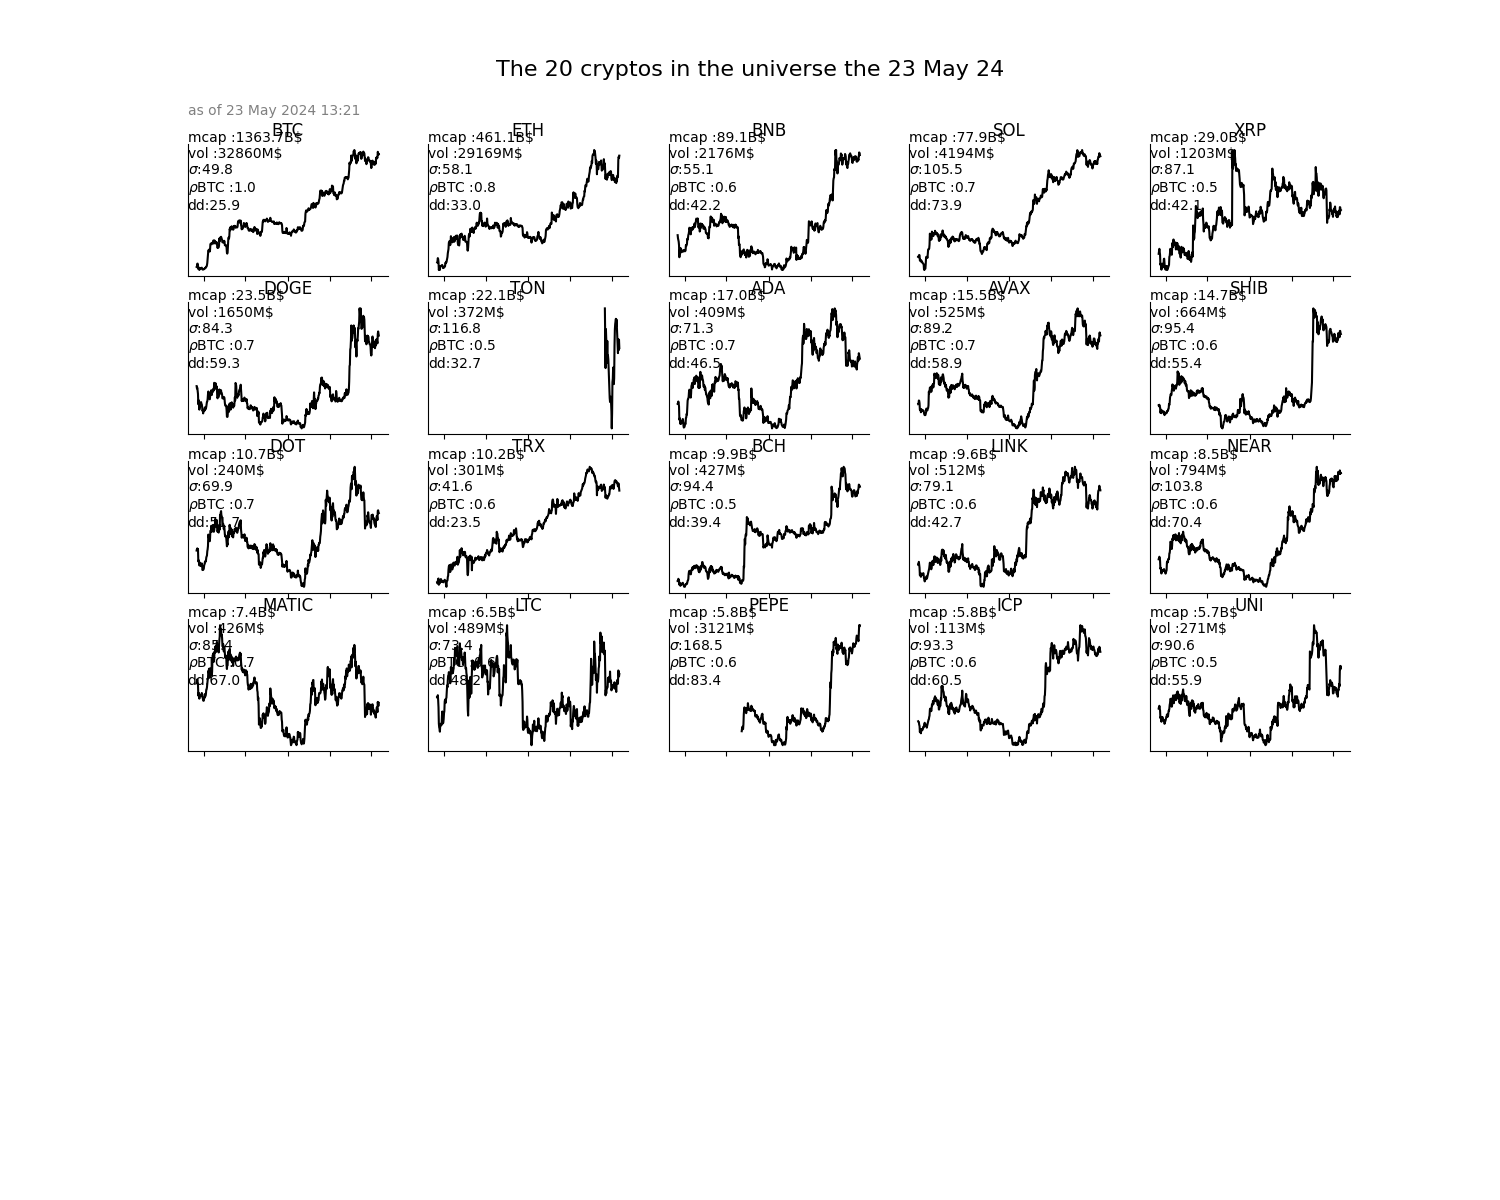 The 20 cryptos in the universe the 23 May 24
as of 23 May 2024 13:21
BTC
mcap :1363.7B$
vol :32860M$
σ:49.8
ρBTC :1.0
dd:25.9
ETH
mcap :461.1B$
vol :29169M$
σ:58.1
ρBTC :0.8
dd:33.0
BNB
mcap :89.1B$
vol :2176M$
σ:55.1
ρBTC :0.6
dd:42.2
SOL
mcap :77.9B$
vol :4194M$
σ:105.5
ρBTC :0.7
dd:73.9
XRP
mcap :29.0B$
vol :1203M$
σ:87.1
ρBTC :0.5
dd:42.1
DOGE
mcap :23.5B$
vol :1650M$
σ:84.3
ρBTC :0.7
dd:59.3
TON
mcap :22.1B$
vol :372M$
σ:116.8
ρBTC :0.5
dd:32.7
ADA
mcap :17.0B$
vol :409M$
σ:71.3
ρBTC :0.7
dd:46.5
AVAX
mcap :15.5B$
vol :525M$
σ:89.2
ρBTC :0.7
dd:58.9
SHIB
mcap :14.7B$
vol :664M$
σ:95.4
ρBTC :0.6
dd:55.4
DOT
mcap :10.7B$
vol :240M$
σ:69.9
ρBTC :0.7
TRX
mcap :10.2B$
vol :301M$
σ:41.6
ρBTC :0.6
dd:23.5
BCH
mcap :9.9B$
vol :427M$
σ:94.4
ρBTC :0.5
dd:39.4
LINK
mcap :9.6B$
vol :512M$
σ:79.1
ρBTC :0.6
dd:42.7
NEAR
mcap :8.5B$
vol :794M$
σ:103.8
ρBTC :0.6
dd:70.4
MATIC
mcap :7.4B$
vol :426M$
σ:85.4
ρBTC :0.7
dd:67.0
LTC
mcap :6.5B$
vol :489M$
σ:73.4
dd:48.2
PEPE
mcap :5.8B$
vol :3121M$
σ:168.5
ρBTC :0.6
dd:83.4
ICP
mcap :5.8B$
vol :113M$
σ:93.3
ρBTC :0.6
dd:60.5
UNI
mcap :5.7B$
vol :271M$
σ:90.6
ρBTC :0.5
dd:55.9